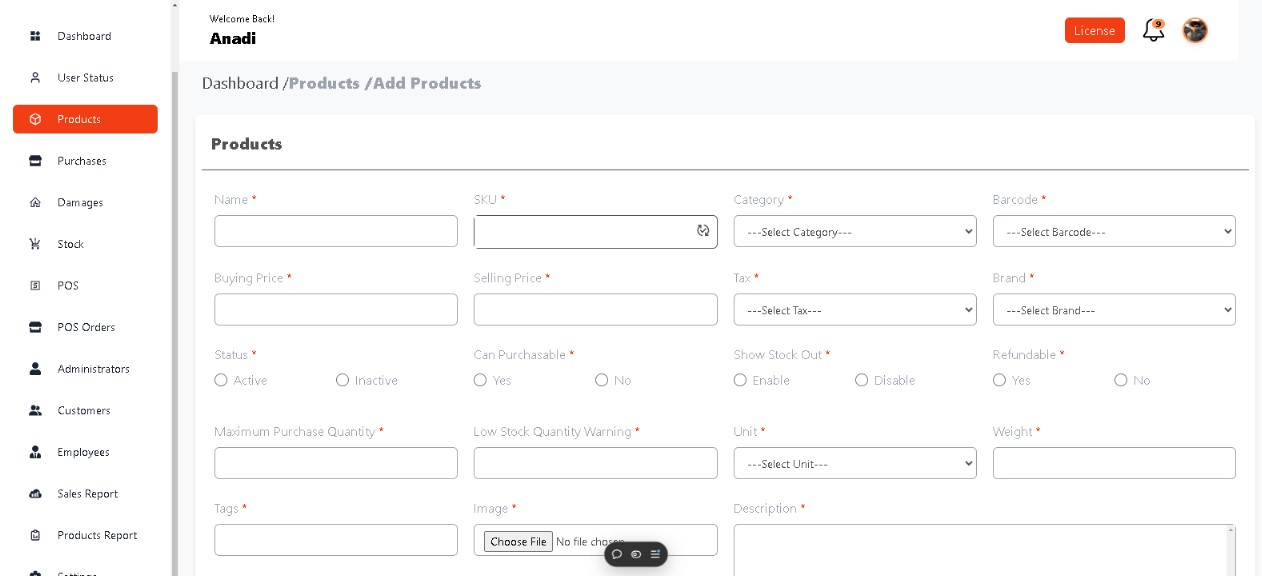 Welcome Back!
Anadi
License
9
Dashboard
User Status
Products
Purchases
Damages
Stock
POS
POS Orders
Administrators
Customers
Employees
Sales Report
Products Report
Settings
Dashboard /Products /Add Products
Products
Name * SKU * Category * Barcode *
---Select Category--- ---Select Barcode---
Buying Price * Selling Price * Tax * Brand *
---Select Tax--- ---Select Brand---
Status * Can Purchasable * Show Stock Out * Refundable *
Active Inactive Yes No Enable Disable Yes No
Maximum Purchase Quantity * Low Stock Quantity Warning * Unit * Weight *
---Select Unit---
Tags * Image * Description *
Choose File No file chosen